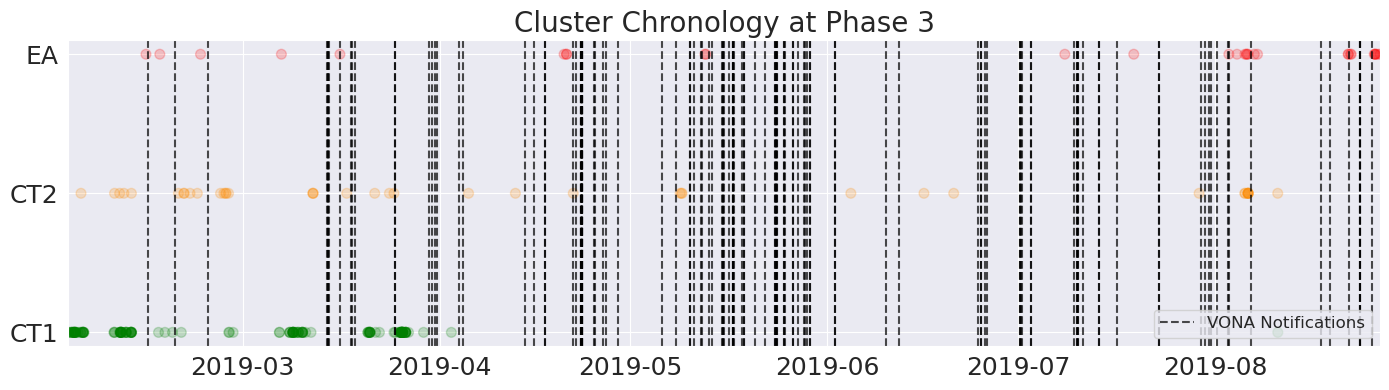 Cluster Chronology at Phase 3
EA
CT2
CT1
VONA Notifications
2019-03 2019-04 2019-05 2019-06 2019-07 2019-08